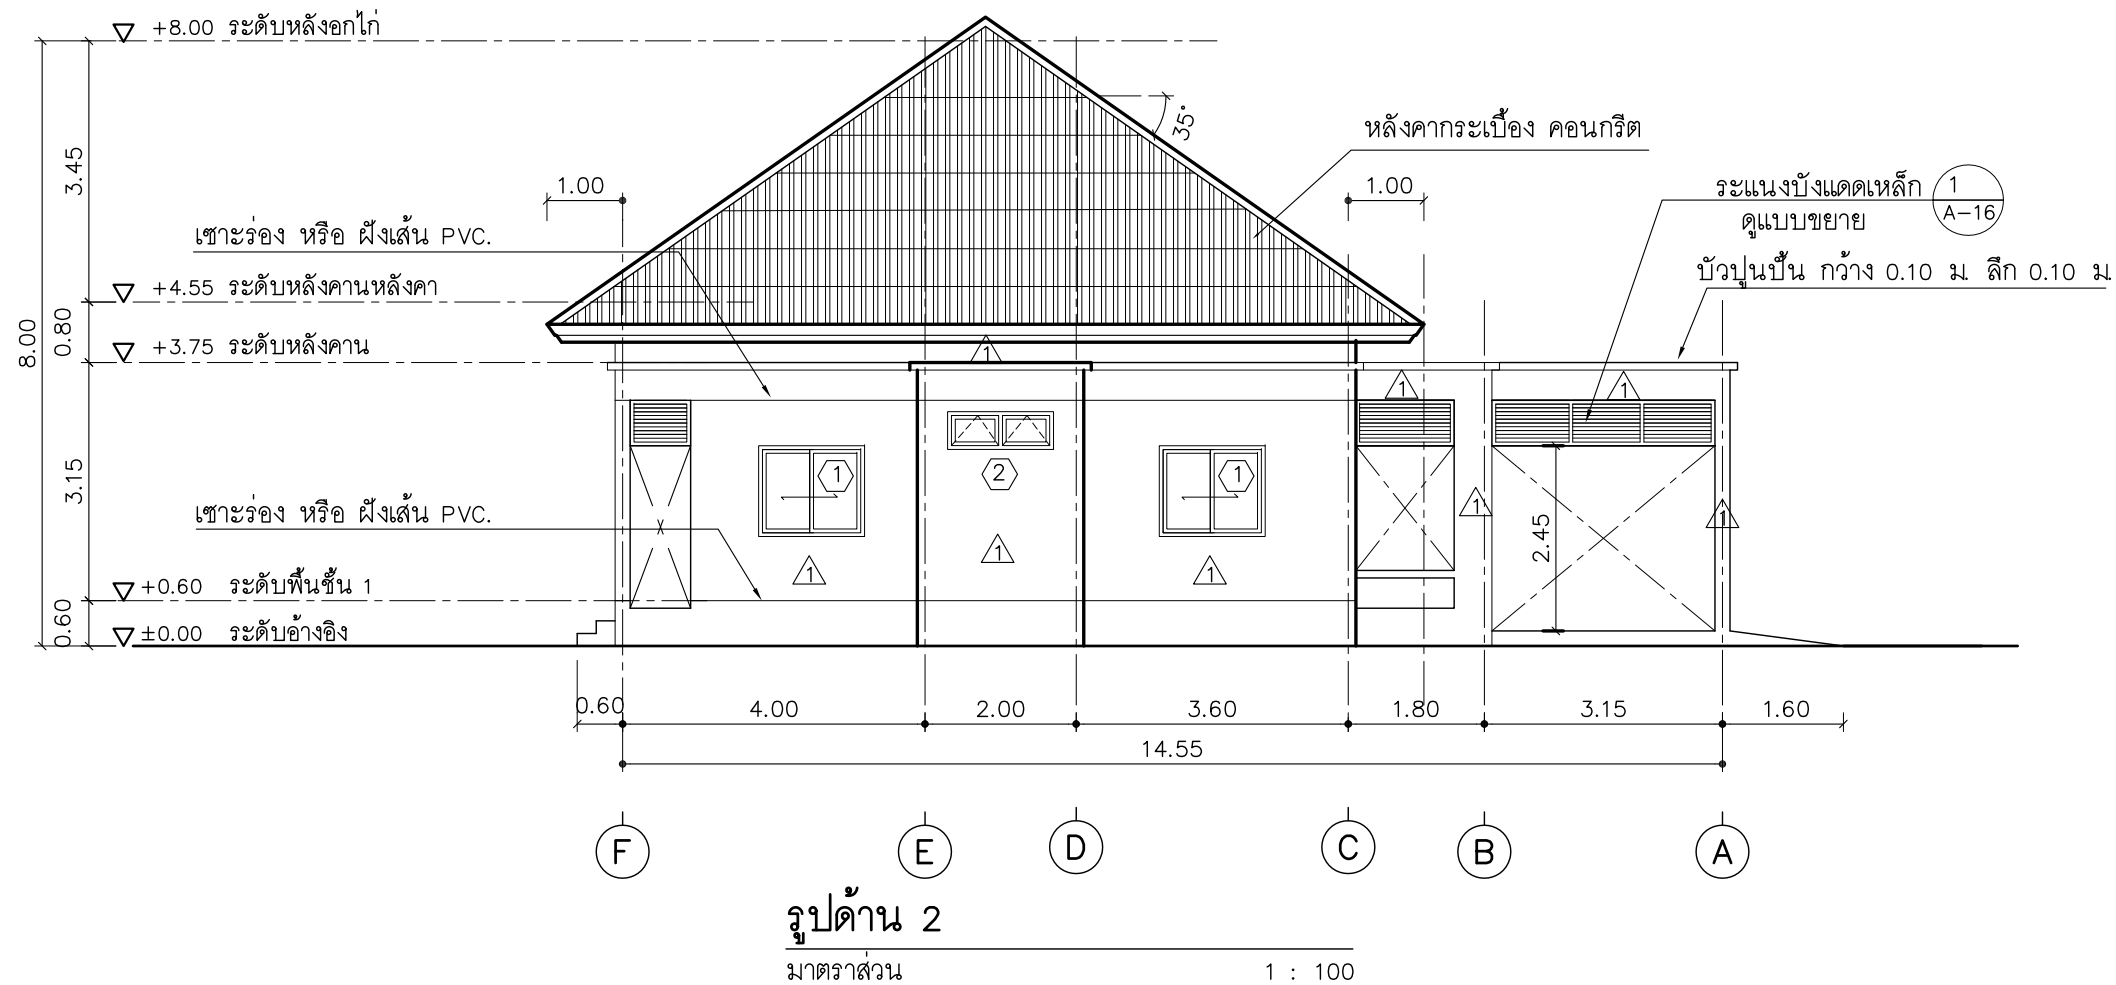 +8.00 ระดับหลังอกไก่
35°
หลังคากระเบื้อง คอนกรีต
3.45
1.00
1.00
ระแนงบังแดดเหล็ก
1
A-16
ดูแบบขยาย
เซาะร่อง หรือ ฝังเส้น PVC.
บัวปูนปั้น กว้าง 0.10 ม. ลึก 0.10 ม.
+4.55 ระดับหลังคานหลังคา
8.00
0.80
+3.75 ระดับหลังคาน
1
1
1
3.15
1
2
1
1
1
เซาะร่อง หรือ ฝังเส้น PVC.
2.45
1
1
1
+0.60 ระดับพื้นชั้น 1
0.60
±0.00 ระดับอ้างอิง
0.60
4.00
2.00
3.60
1.80
3.15
1.60
14.55
F
E
D
C
B
A
รูปด้าน 2
มาตราส่วน 1 : 100